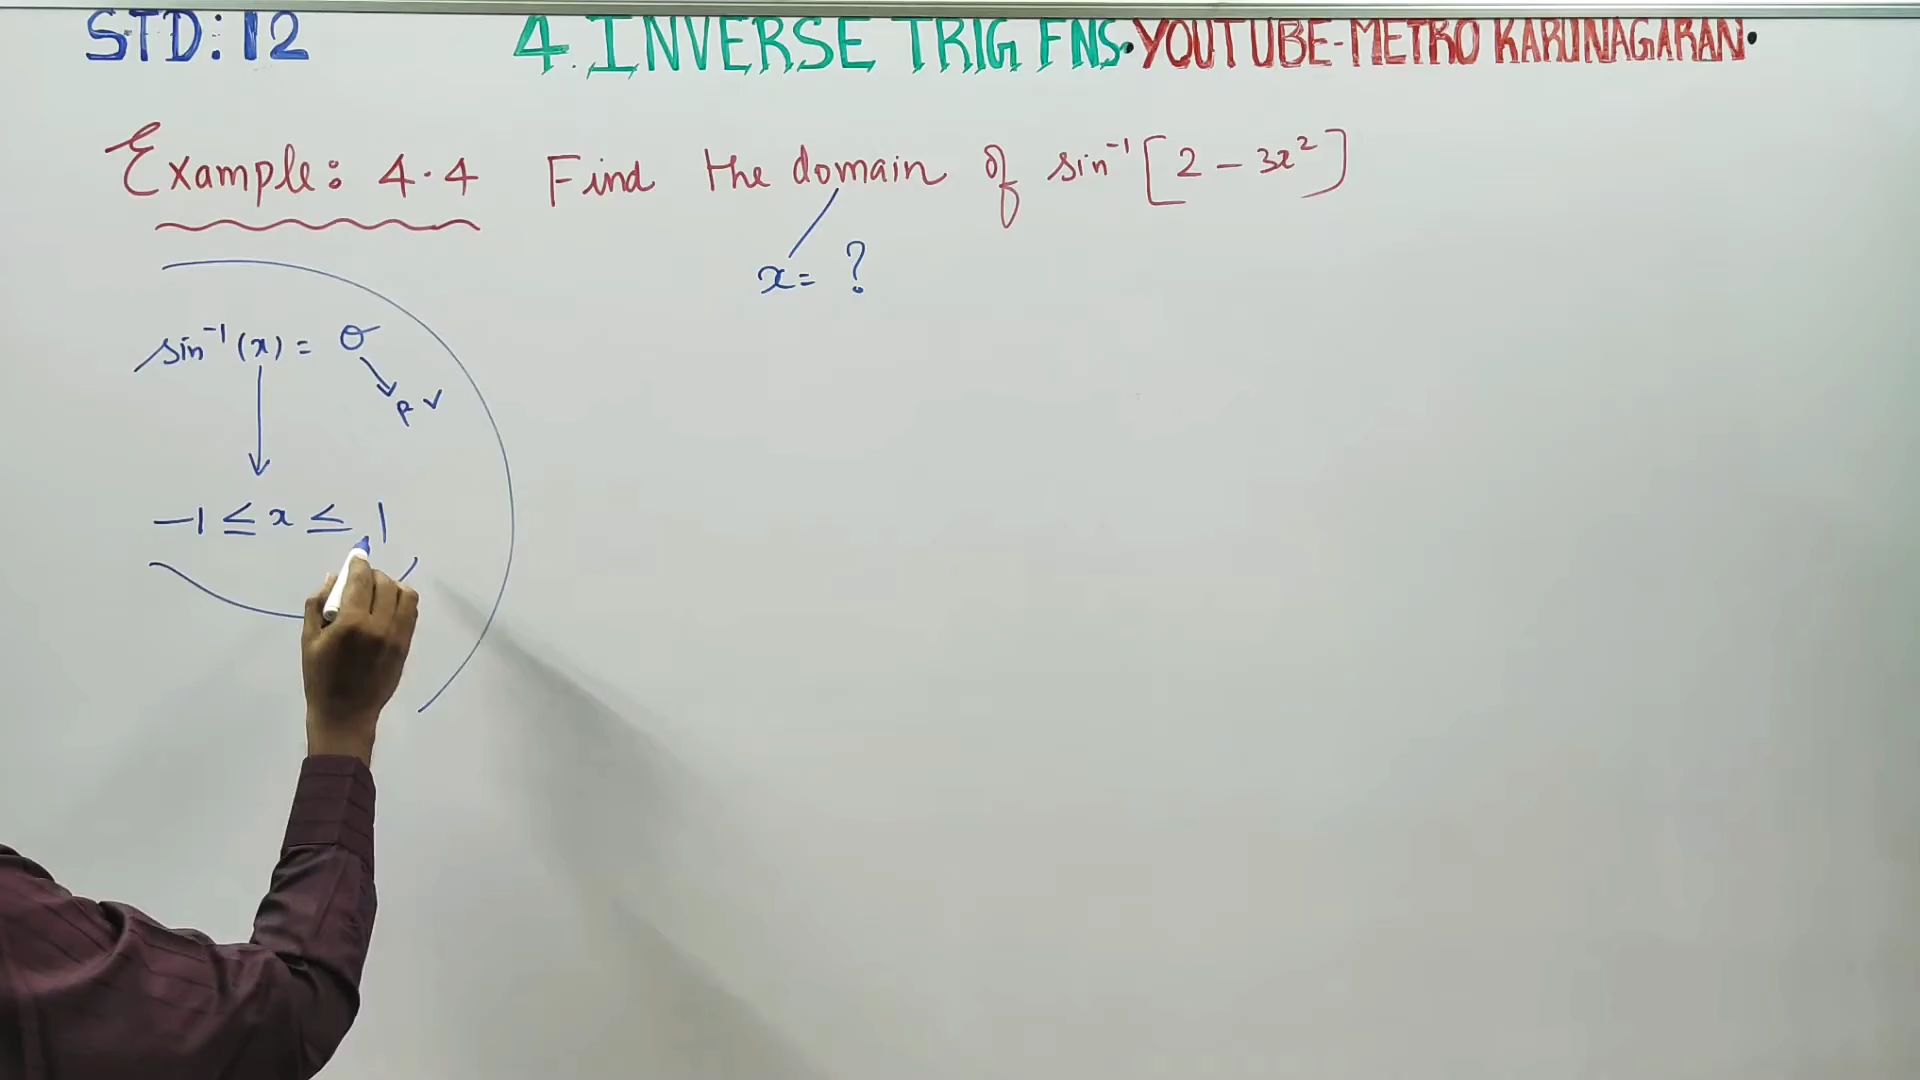 STD: 12 4. INVERSE TRIG FNS. YOUTUBE-METRO KARUNAGARAN.
Example: 4.4 Find the domain of sin⁻¹[2 - 3x²]
x = ?
sin⁻¹(x) = θ
PV
-1 ≤ x ≤ 1